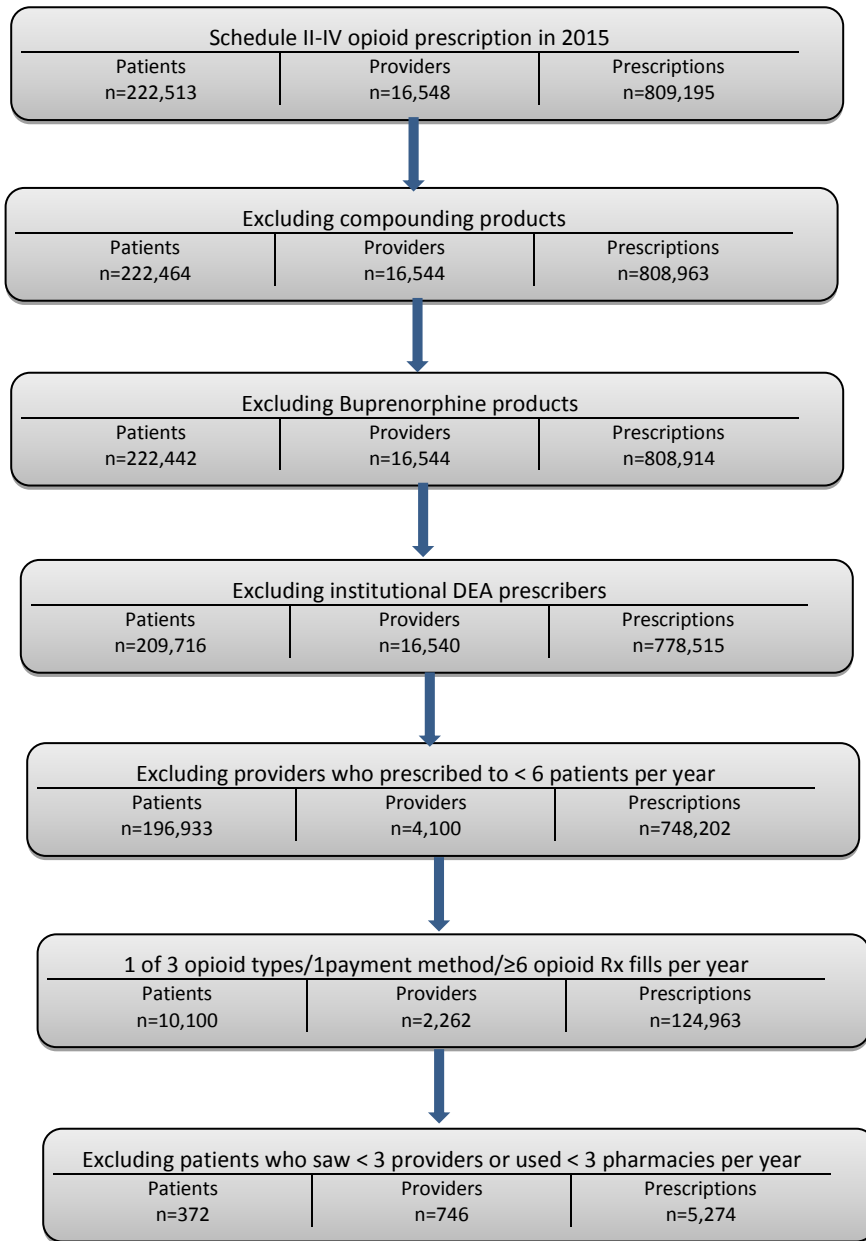 Schedule II-IV opioid prescription in 2015
Patients Providers Prescriptions
n=222,513 n=16,548 n=809,195
Excluding compounding products
Patients Providers Prescriptions
n=222,464 n=16,544 n=808,963
Excluding Buprenorphine products
Patients Providers Prescriptions
n=222,442 n=16,544 n=808,914
Excluding institutional DEA prescribers
Patients Providers Prescriptions
n=209,716 n=16,540 n=778,515
Excluding providers who prescribed to < 6 patients per year
Patients Providers Prescriptions
n=196,933 n=4,100 n=748,202
1 of 3 opioid types/1payment method/≥6 opioid Rx fills per year
Patients Providers Prescriptions
n=10,100 n=2,262 n=124,963
Excluding patients who saw < 3 providers or used < 3 pharmacies per year
Patients Providers Prescriptions
n=372 n=746 n=5,274